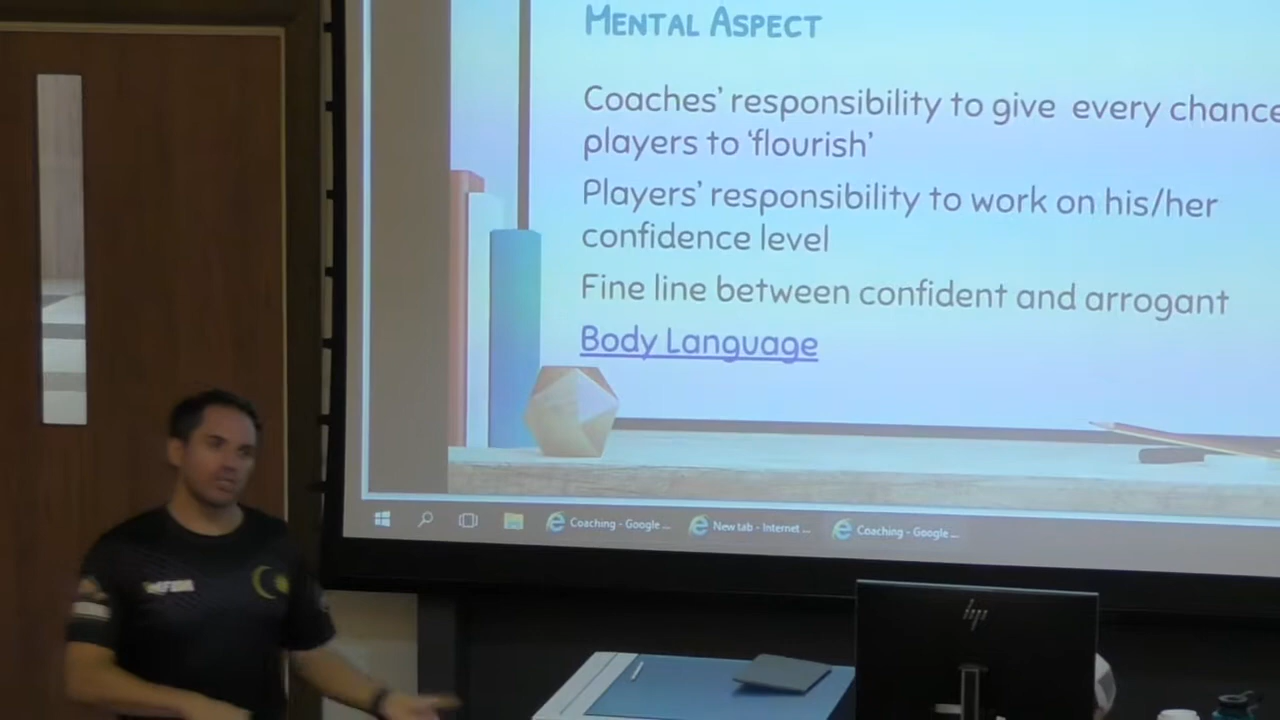 MENTAL ASPECT
Coaches' responsibility to give every chance
players to 'flourish'
Players' responsibility to work on his/her
confidence level
Fine line between confident and arrogant
Body Language
Coaching - Google ...
New tab - Internet ...
Coaching - Google ...
hp